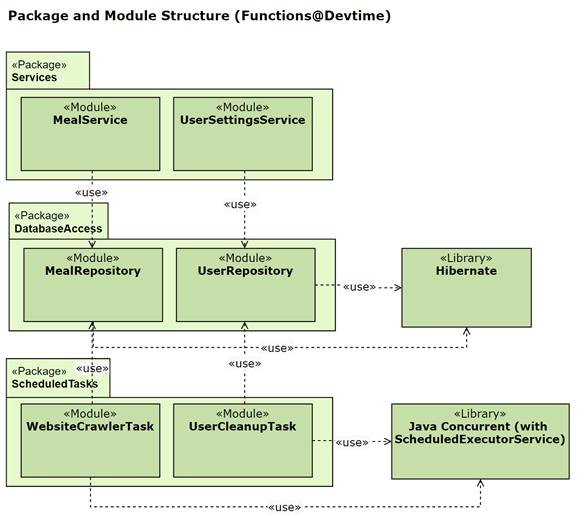 Package and Module Structure (Functions@Devtime)
«Package»
Services
«Module»
MealService
«Module»
UserSettingsService
«use»
«use»
«Package»
DatabaseAccess
«Module»
MealRepository
«Module»
UserRepository
«use»
«Library»
Hibernate
«use»
«use»
«use»
«Package»
ScheduledTasks
«Module»
WebsiteCrawlerTask
«Module»
UserCleanupTask
«use»
«Library»
Java Concurrent (with
ScheduledExecutorService)
«use»